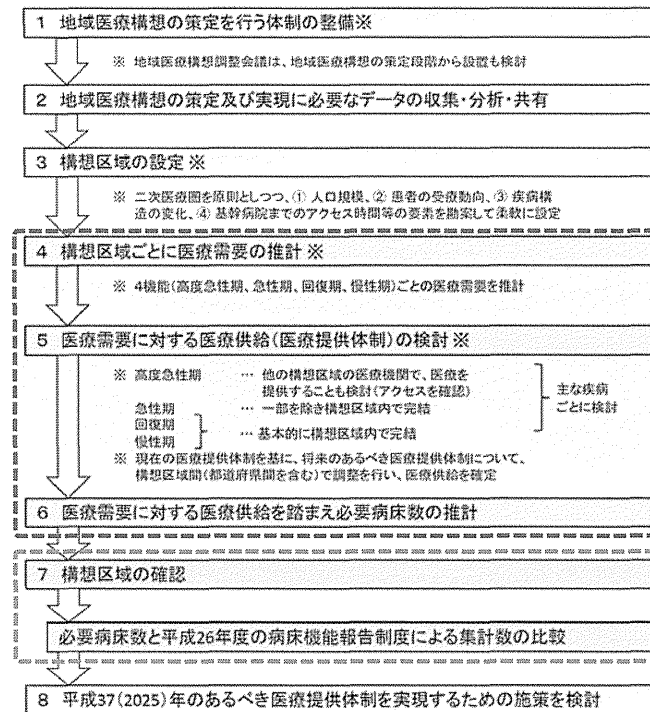 1 地域医療構想の策定を行う体制の整備※
※ 地域医療構想調整会議は、地域医療構想の策定段階から設置も検討
2 地域医療構想の策定及び実現に必要なデータの収集・分析・共有
3 構想区域の設定 ※
※ 二次医療圏を原則としつつ、① 人口規模、② 患者の受療動向、③ 疾病構
造の変化、④ 基幹病院までのアクセス時間等の要素を勘案して柔軟に設定
4 構想区域ごとに医療需要の推計 ※
※ 4機能(高度急性期、急性期、回復期、慢性期)ごとの医療需要を推計
5 医療需要に対する医療供給(医療提供体制)の検討 ※
※ 高度急性期 … 他の構想区域の医療機関で、医療を
提供することも検討(アクセスを確認)
急性期 … 一部を除き構想区域内で完結
回復期
慢性期
… 基本的に構想区域内で完結
主な疾病
ごとに検討
※ 現在の医療提供体制を基に、将来のあるべき医療提供体制について、
構想区域間(都道府県間を含む)で調整を行い、医療供給を確定
6 医療需要に対する医療供給を踏まえ必要病床数の推計
7 構想区域の確認
必要病床数と平成26年度の病床機能報告制度による集計数の比較
8 平成37(2025)年のあるべき医療提供体制を実現するための施策を検討